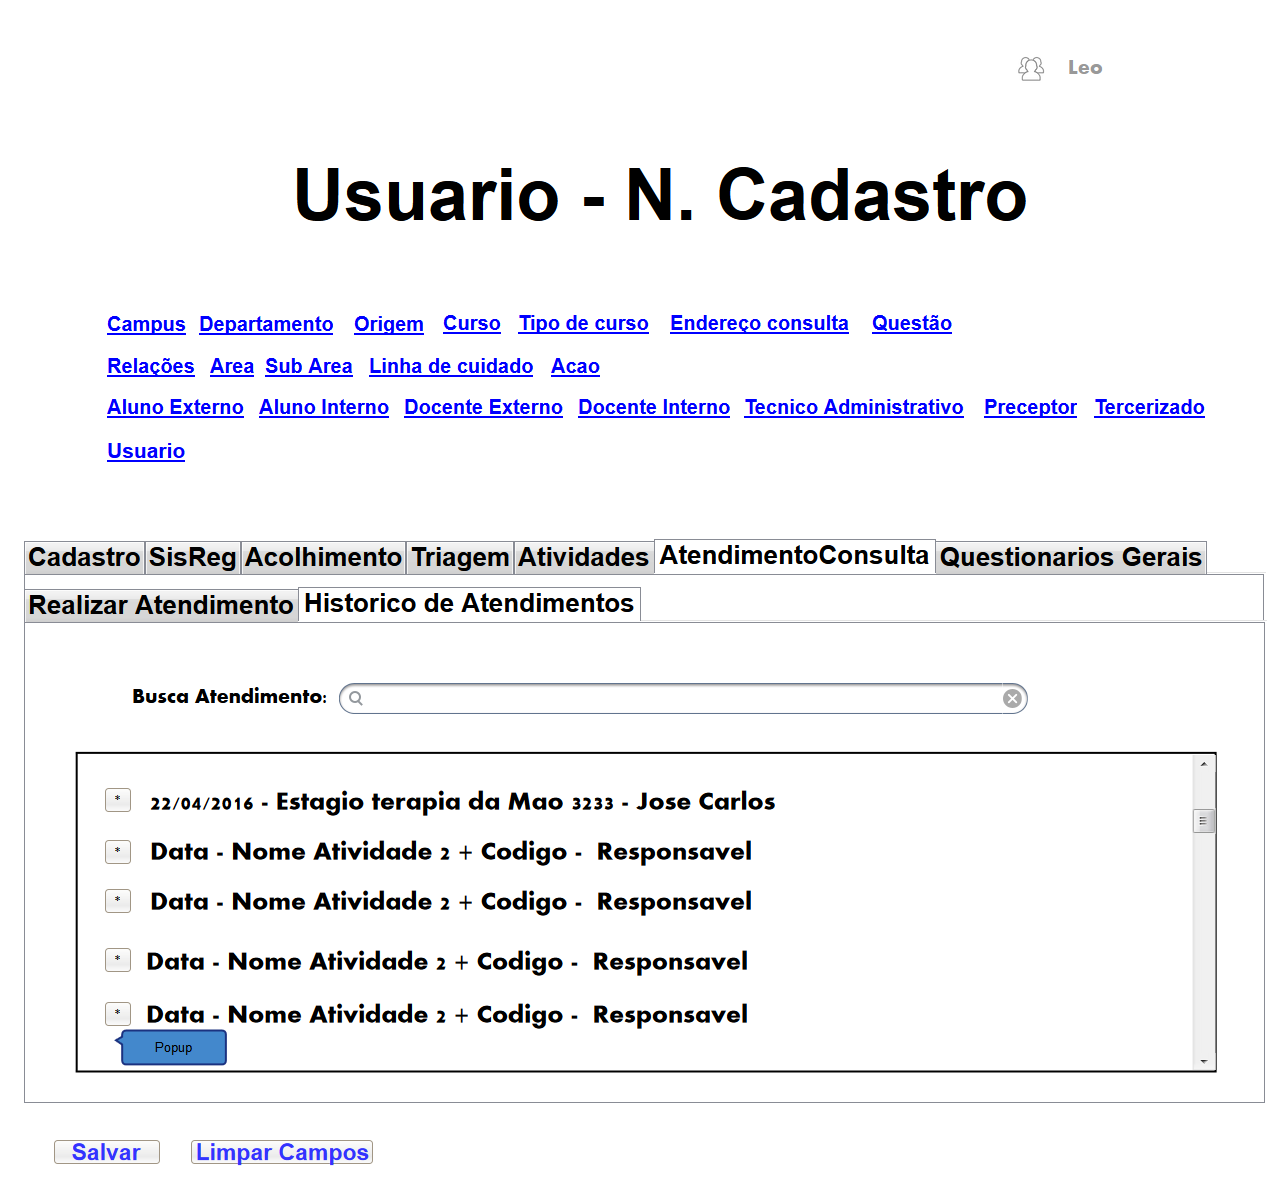 Leo
Usuario - N. Cadastro
Campus Departamento Origem Curso Tipo de curso Endereço consulta Questão
Relações Area Sub Area Linha de cuidado Acao
Aluno Externo Aluno Interno Docente Externo Docente Interno Tecnico Administrativo Preceptor Tercerizado
Usuario
Cadastro SisReg Acolhimento Triagem Atividades AtendimentoConsulta Questionarios Gerais
Realizar Atendimento Historico de Atendimentos
Busca Atendimento:
* 22/04/2016 - Estagio terapia da Mao 3233 - Jose Carlos
* Data - Nome Atividade 2 + Codigo - Responsavel
* Data - Nome Atividade 2 + Codigo - Responsavel
* Data - Nome Atividade 2 + Codigo - Responsavel
* Data - Nome Atividade 2 + Codigo - Responsavel
Popup
Salvar Limpar Campos